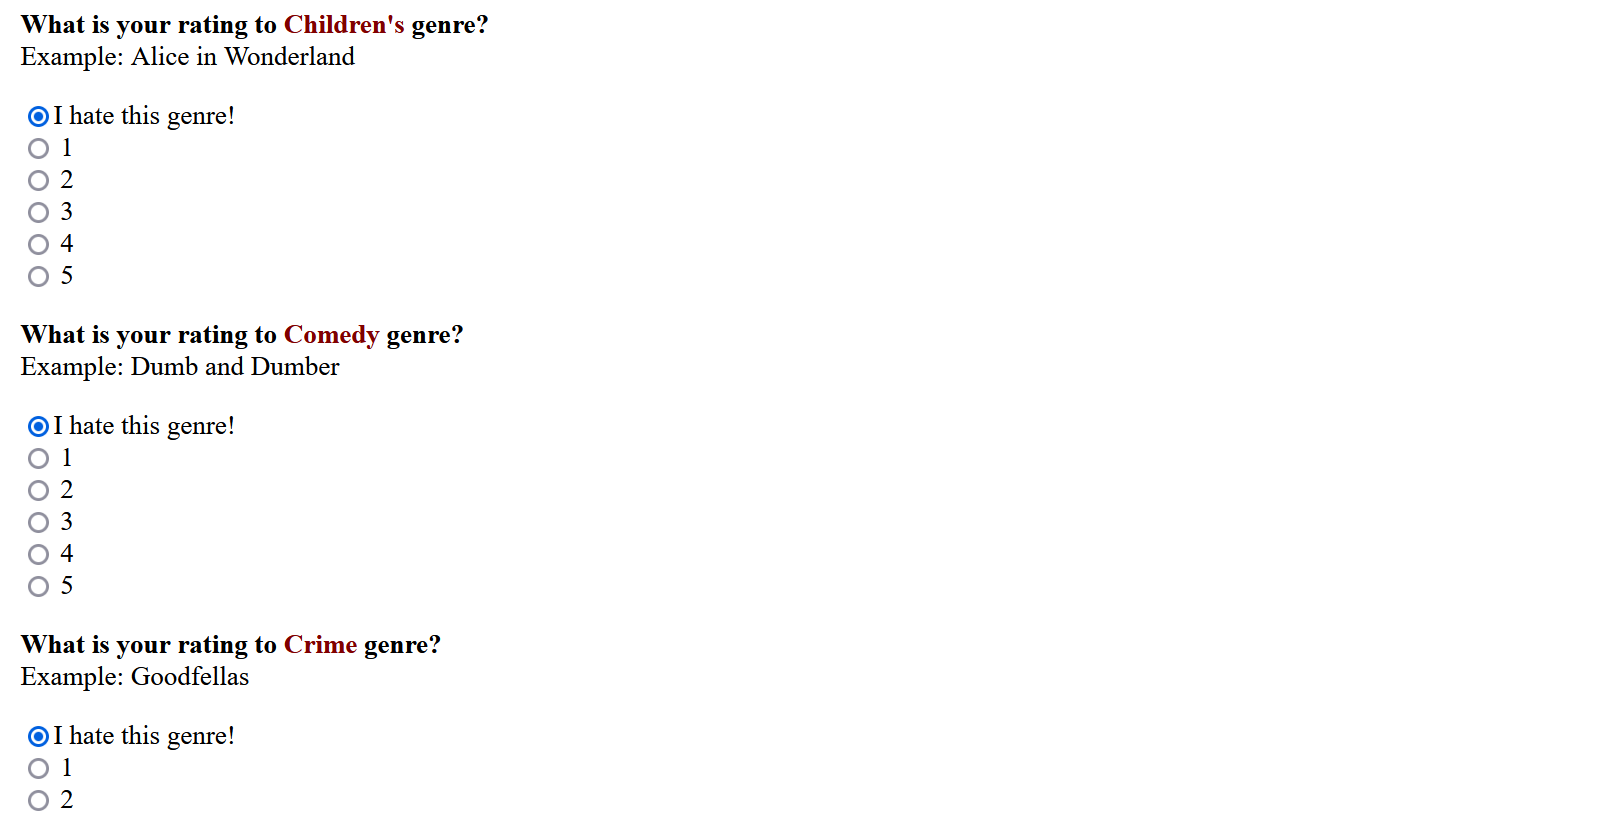 What is your rating to Children's genre?
Example: Alice in Wonderland
I hate this genre!
1
2
3
4
5
What is your rating to Comedy genre?
Example: Dumb and Dumber
I hate this genre!
1
2
3
4
5
What is your rating to Crime genre?
Example: Goodfellas
I hate this genre!
1
2